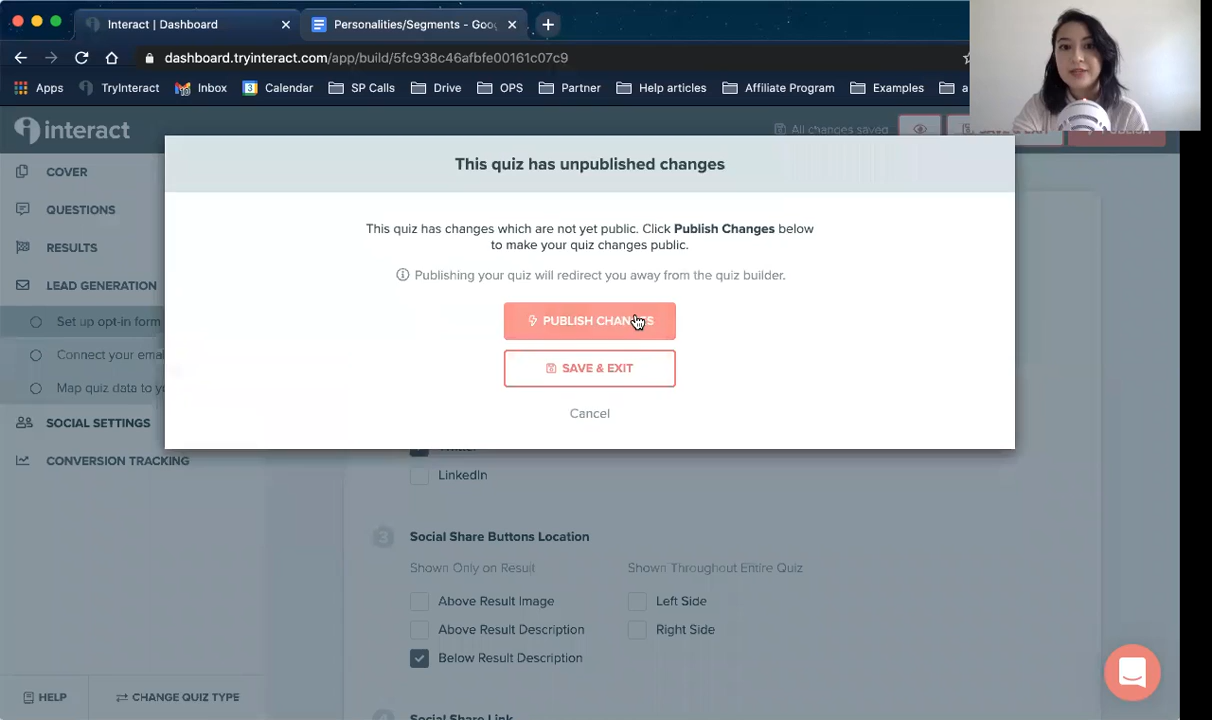 Interact | Dashboard
Personalities/Segments - Goo
dashboard.tryinteract.com/app/build/5fc938c46afbfe00161c07c9
Apps TryInteract Inbox Calendar SP Calls Drive OPS Partner Help articles Affiliate Program Examples a
interact
All changes saved
COVER
QUESTIONS
RESULTS
LEAD GENERATION
Set up opt-in form
Connect your emai
Map quiz data to yo
SOCIAL SETTINGS
CONVERSION TRACKING
HELP
CHANGE QUIZ TYPE
This quiz has unpublished changes
This quiz has changes which are not yet public. Click Publish Changes below
to make your quiz changes public.
Publishing your quiz will redirect you away from the quiz builder.
PUBLISH CHANGES
SAVE & EXIT
Cancel
LinkedIn
3
Social Share Buttons Location
Shown Only on Result
Shown Throughout Entire Quiz
Above Result Image
Left Side
Above Result Description
Right Side
Below Result Description
4
Social Share Link